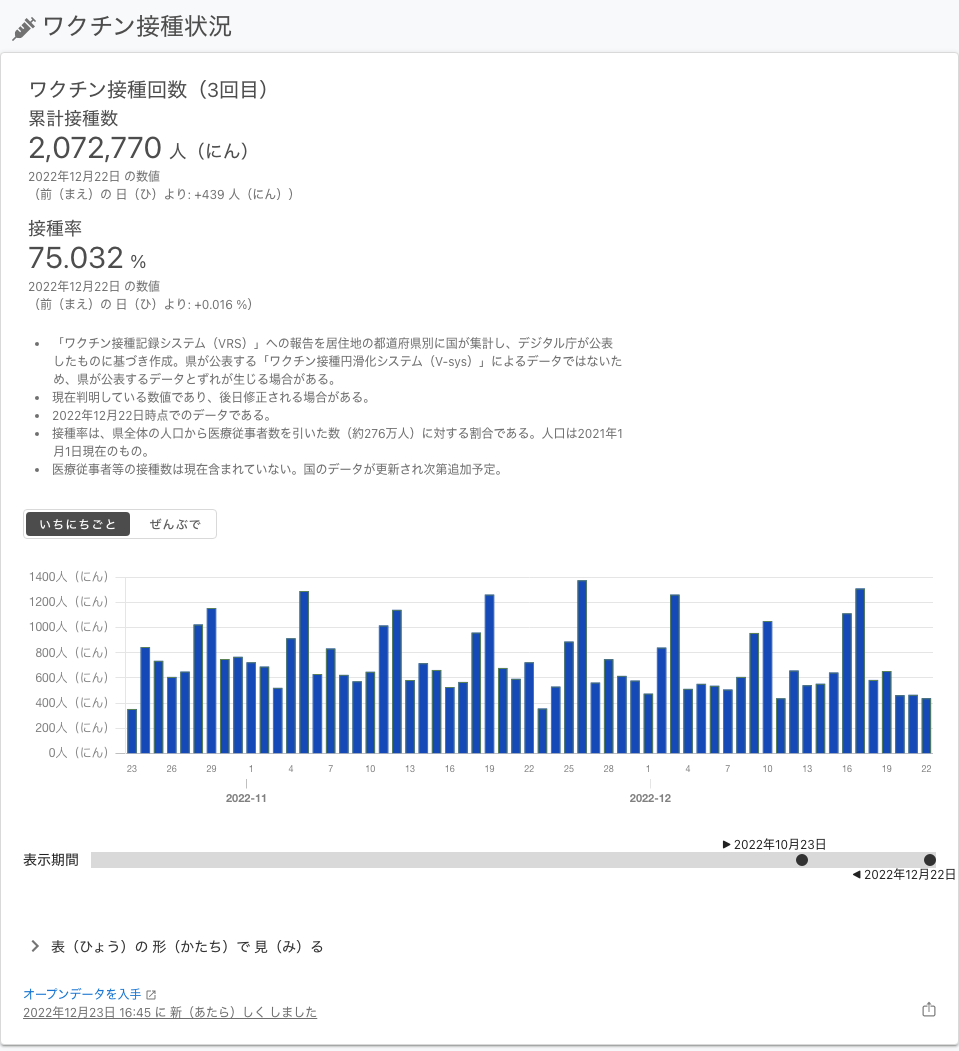 ワクチン接種状況
ワクチン接種回数（3回目）
累計接種数
2,072,770 人（にん）
2022年12月22日 の数値
（前（まえ）の 日（ひ）より: +439 人（にん））
接種率
75.032 %
2022年12月22日 の数値
（前（まえ）の 日（ひ）より: +0.016 %）
• 「ワクチン接種記録システム（VRS）」への報告を居住地の都道府県別に国が集計し、デジタル庁が公表
したものに基づき作成。県が公表する「ワクチン接種円滑化システム（V-sys）」によるデータではないた
め、県が公表するデータとずれが生じる場合がある。
• 現在判明している数値であり、後日修正される場合がある。
• 2022年12月22日時点でのデータである。
• 接種率は、県全体の人口から医療従事者数を引いた数（約276万人）に対する割合である。人口は2021年1
月1日現在のもの。
• 医療従事者等の接種数は現在含まれていない。国のデータが更新され次第追加予定。
いちにちごと ぜんぶで
1400人（にん）
1200人（にん）
1000人（にん）
800人（にん）
600人（にん）
400人（にん）
200人（にん）
0人（にん）
23 26 29 1 4 7 10 13 16 19 22 25 28 1 4 7 10 13 16 19 22
2022-11 2022-12
▶ 2022年10月23日
表示期間
◀ 2022年12月22日
表（ひょう）の 形（かたち）で 見（み）る
オープンデータを入手
2022年12月23日 16:45 に 新（あたら）しく しました